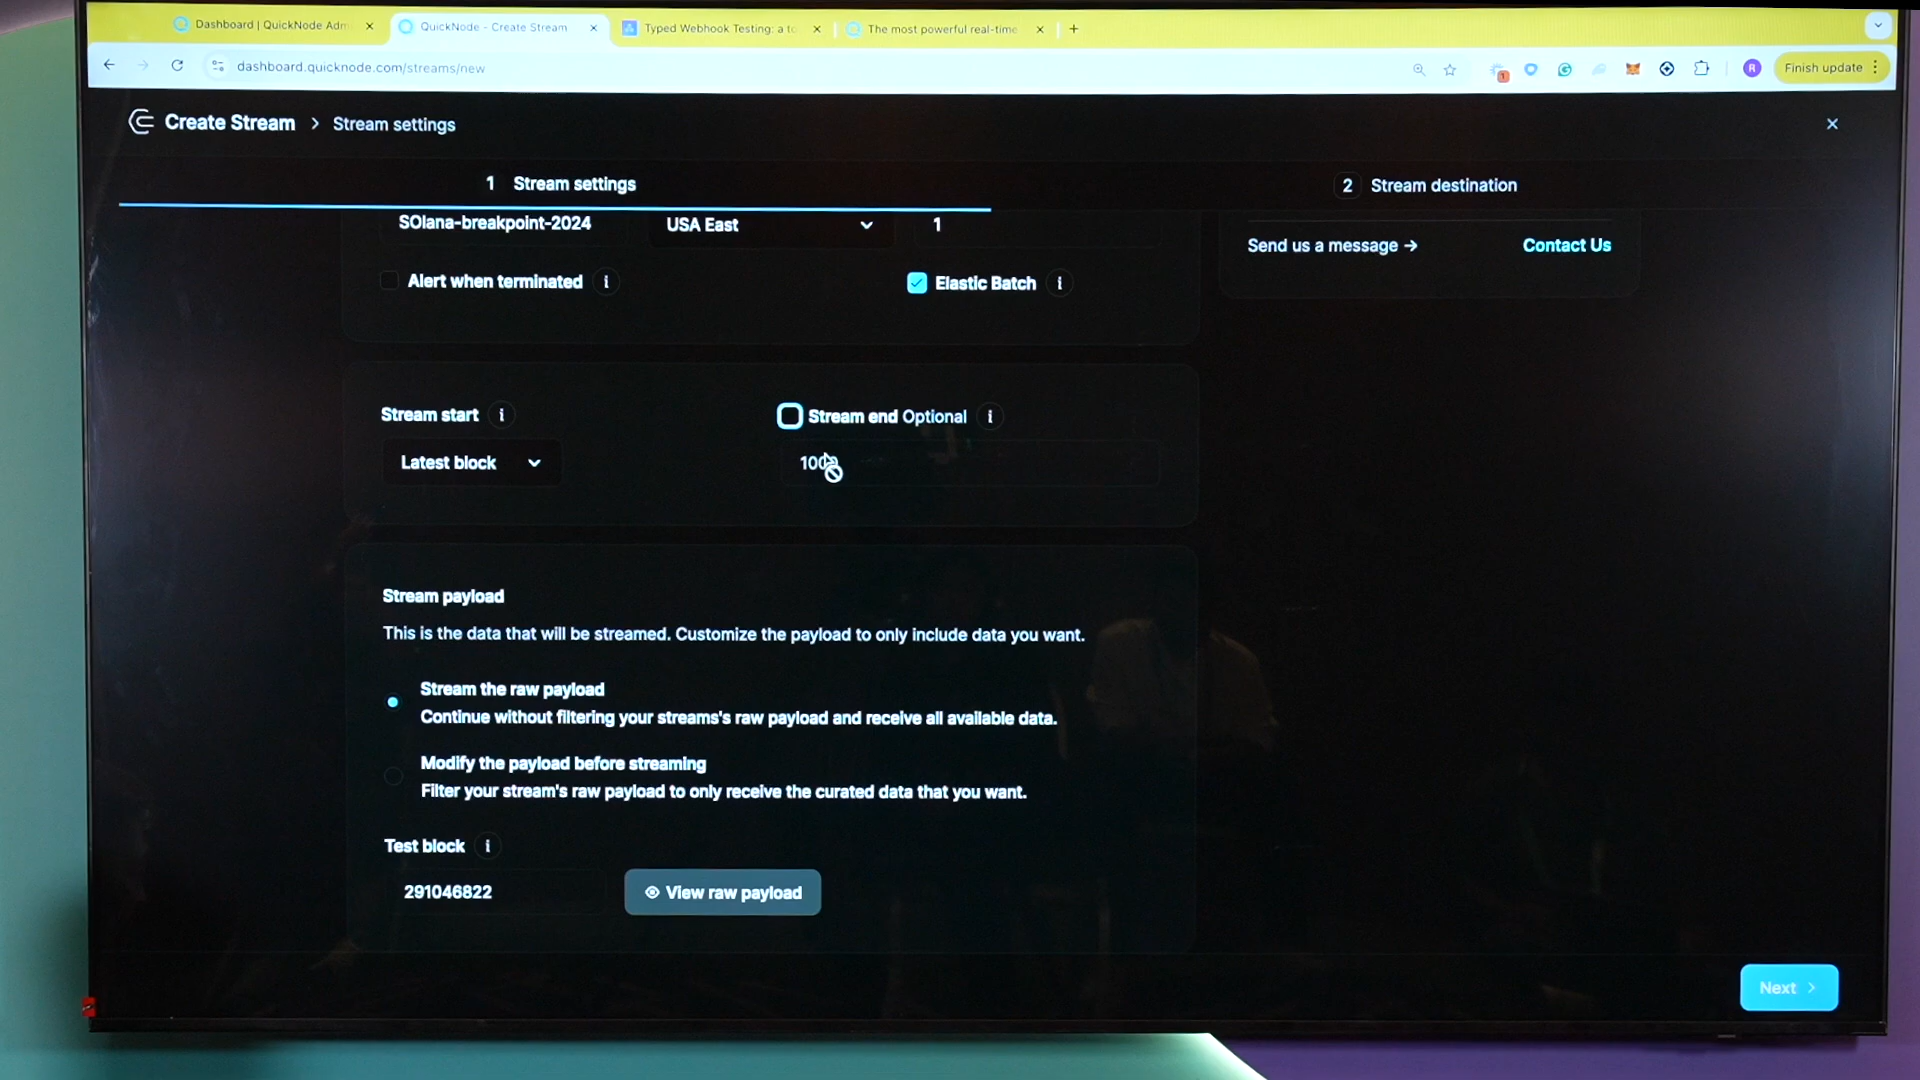 Dashboard | QuickNode Adm
QuickNode - Create Stream
Typed Webhook Testing: a to
The most powerful real-time
dashboard.quicknode.com/streams/new
1
R
Finish update
Create Stream > Stream settings
1 Stream settings
2 Stream destination
SOlana-breakpoint-2024
USA East
1
Send us a message →
Contact Us
Alert when terminated i
Elastic Batch i
Stream start i
Stream end Optional i
Latest block
Stream payload
This is the data that will be streamed. Customize the payload to only include data you want.
Stream the raw payload
Continue without filtering your streams's raw payload and receive all available data.
Modify the payload before streaming
Filter your stream's raw payload to only receive the curated data that you want.
Test block i
291046822
View raw payload
Next >